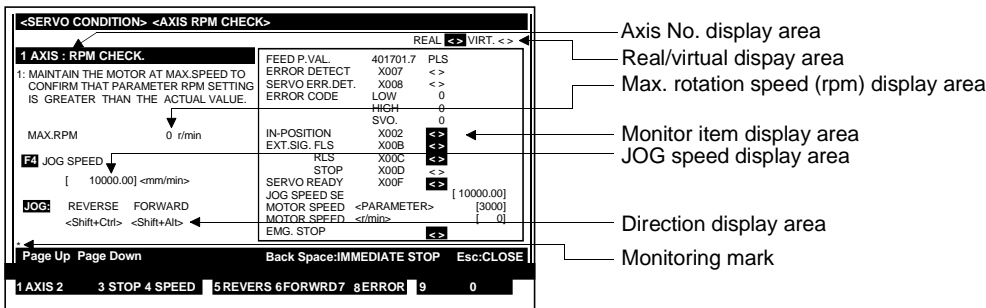 <SERVO CONDITION> <AXIS RPM CHECK>
REAL <> VIRT. < >
1 AXIS : RPM CHECK.
1: MAINTAIN THE MOTOR AT MAX.SPEED TO
CONFIRM THAT PARAMETER RPM SETTING
IS GREATER THAN THE ACTUAL VALUE.
MAX.RPM 0 r/min
F4 JOG SPEED
[ 10000.00] <mm/min>
JOG: REVERSE FORWARD
<Shift+Ctrl> <Shift+Alt>
*
FEED P.VAL. 401701.7 PLS
ERROR DETECT X007 < >
SERVO ERR.DET. X008 < >
ERROR CODE LOW 0
HIGH 0
SVO. 0
IN-POSITION X002 <>
EXT.SIG. FLS X00B <>
RLS X00C <>
STOP X00D < >
SERVO READY X00F <>
JOG SPEED SE [ 10000.00]
MOTOR SPEED <PARAMETER> [3000]
MOTOR SPEED <r/min> [ 0]
EMG. STOP <>
Page Up Page Down Back Space:IMMEDIATE STOP Esc:CLOSE
1 AXIS 2 3 STOP 4 SPEED 5 REVERS 6 FORWRD 7 8 ERROR 9 0
Axis No. display area
Real/virtual dispay area
Max. rotation speed (rpm) display area
Monitor item display area
JOG speed display area
Direction display area
Monitoring mark